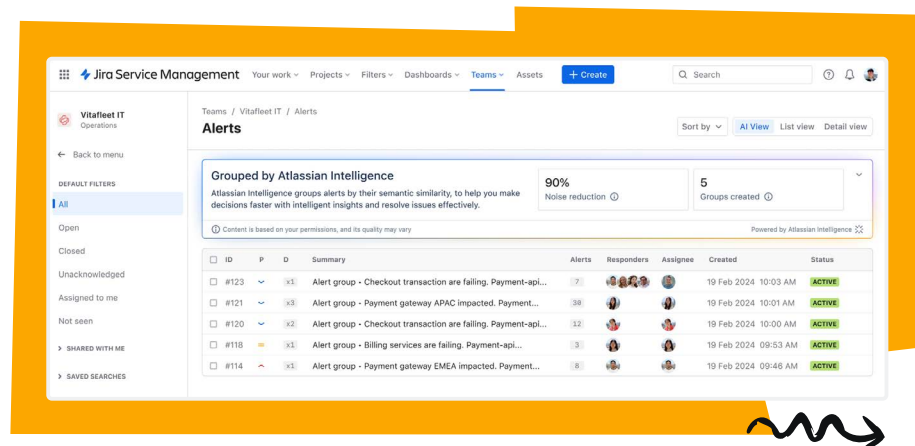 Jira Service Management Your work Projects Filters Dashboards Teams Assets + Create Search
Vitafleet IT
Operations
Back to menu
DEFAULT FILTERS
All
Open
Closed
Unacknowledged
Assigned to me
Not seen
SHARED WITH ME
SAVED SEARCHES
Teams / Vitafleet IT / Alerts
Alerts
Sort by AI View List view Detail view
Grouped by Atlassian Intelligence
Atlassian Intelligence groups alerts by their semantic similarity, to help you make
decisions faster with intelligent insights and resolve issues effectively.
90%
Noise reduction
5
Groups created
Content is based on your permissions, and its quality may vary
Powered by Atlassian Intelligence
ID P D Summary Alerts Responders Assignee Created Status
#123 x1 Alert group • Checkout transaction are failing. Payment-api... 7 19 Feb 2024 10:03 AM ACTIVE
#121 x3 Alert group • Payment gateway APAC impacted. Payment... 30 19 Feb 2024 10:01 AM ACTIVE
#120 x2 Alert group • Checkout transaction are failing. Payment-api... 12 19 Feb 2024 10:00 AM ACTIVE
#118 x1 Alert group • Billing services are failing. Payment-api... 3 19 Feb 2024 09:53 AM ACTIVE
#114 x1 Alert group • Payment gateway EMEA impacted. Payment... 8 19 Feb 2024 09:46 AM ACTIVE